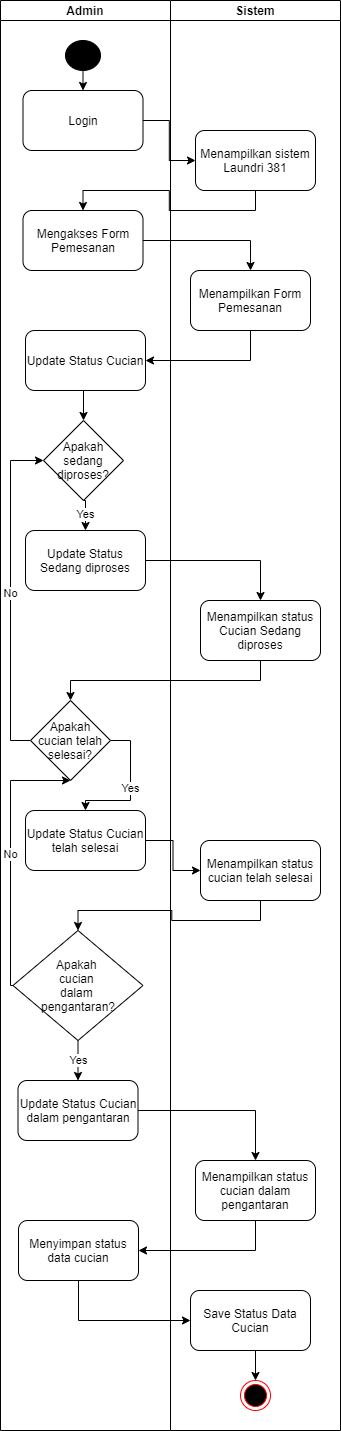 Admin
Sistem
Login
Menampilkan sistem
Laundri 381
Mengakses Form
Pemesanan
Menampilkan Form
Pemesanan
Update Status Cucian
Apakah
sedang
diproses?
Yes
Update Status
Sedang diproses
No
Menampilkan status
Cucian Sedang
diproses
Apakah
cucian telah
selesai?
Yes
Update Status Cucian
telah selesai
No
Menampilkan status
cucian telah selesai
Apakah
cucian
dalam
pengantaran?
Yes
Update Status Cucian
dalam pengantaran
Menampilkan status
cucian dalam
pengantaran
Menyimpan status
data cucian
Save Status Data
Cucian